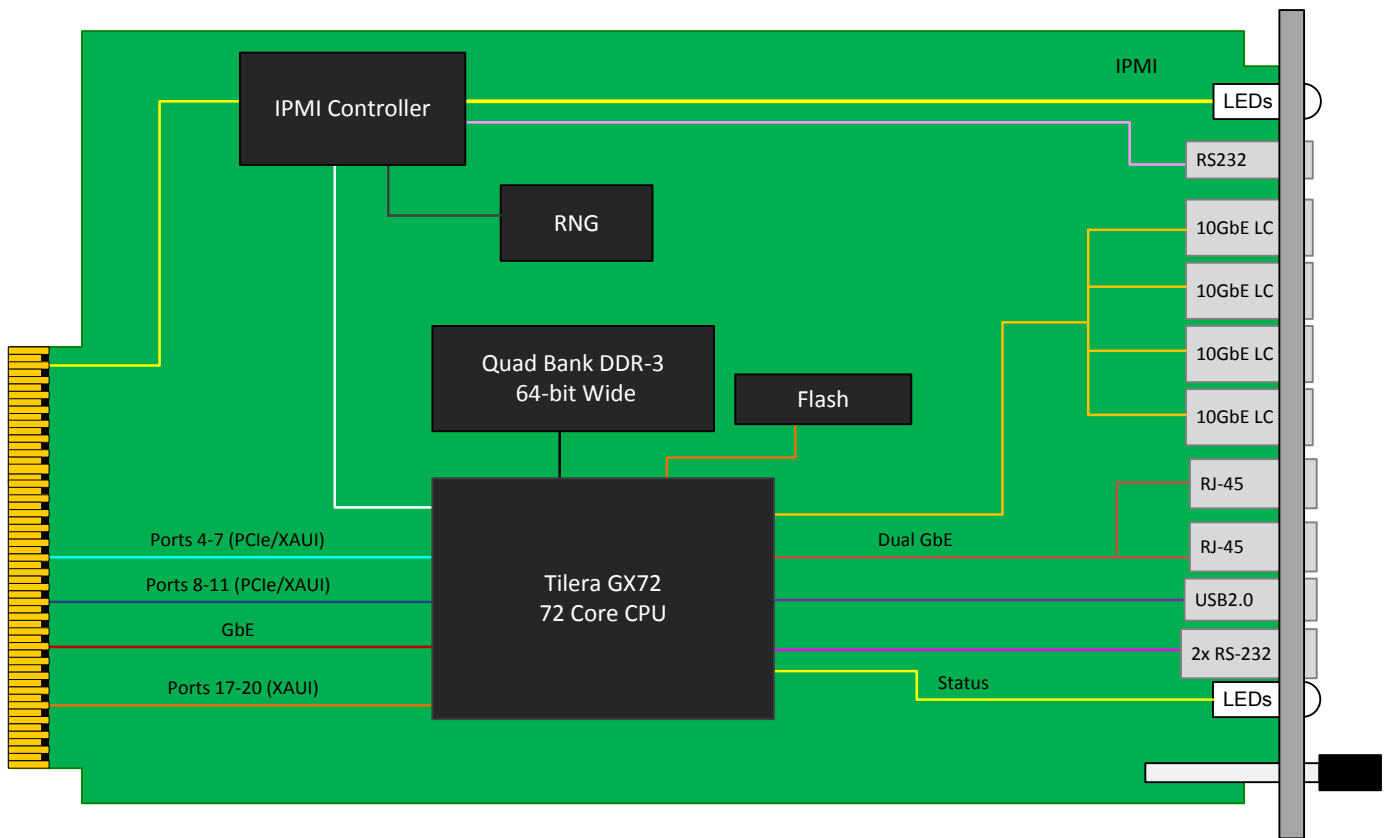 IPMI
IPMI Controller
LEDs
RS232
RNG
10GbE LC
10GbE LC
10GbE LC
10GbE LC
Quad Bank DDR-3
64-bit Wide
Flash
RJ-45
RJ-45
Ports 4-7 (PCIe/XAUI)
Dual GbE
Ports 8-11 (PCIe/XAUI)
Tilera GX72
72 Core CPU
USB2.0
GbE
2x RS-232
Ports 17-20 (XAUI)
Status
LEDs